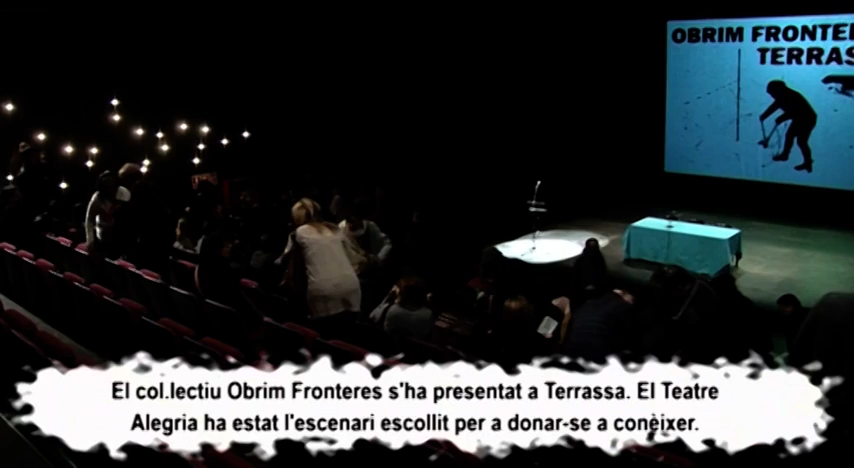 OBRIM FRONTE
TERRAS
El col.lectiu Obrim Fronteres s'ha presentat a Terrassa. El Teatre
Alegria ha estat l'escenari escollit per a donar-se a conèixer.